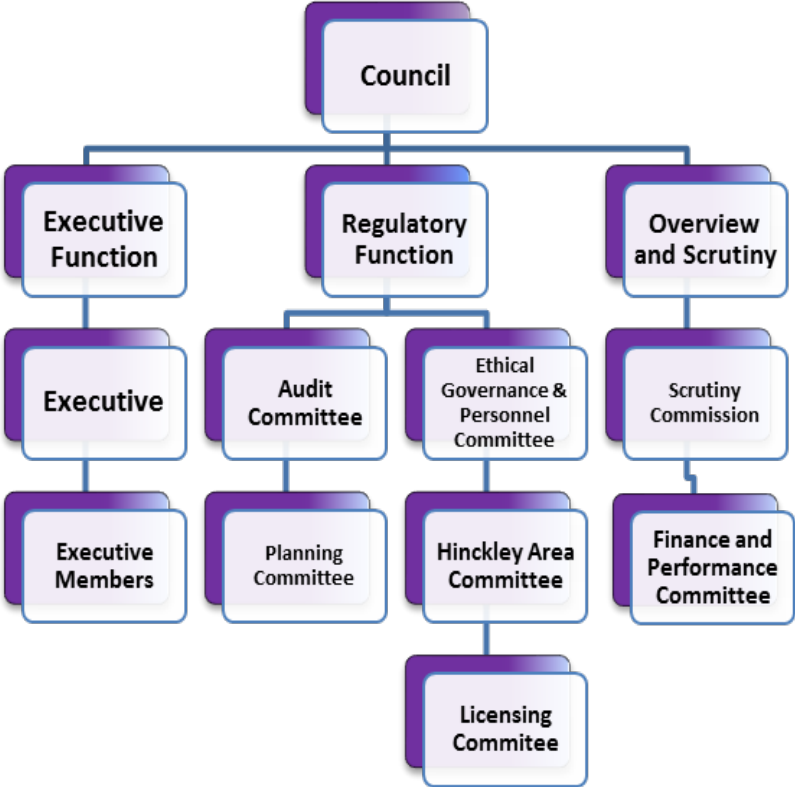 Council
Executive
Function
Regulatory
Function
Overview
and Scrutiny
Executive
Audit
Committee
Ethical
Governance &
Personnel
Committee
Scrutiny
Commission
Executive
Members
Planning
Committee
Hinckley Area
Committee
Finance and
Performance
Committee
Licensing
Commitee